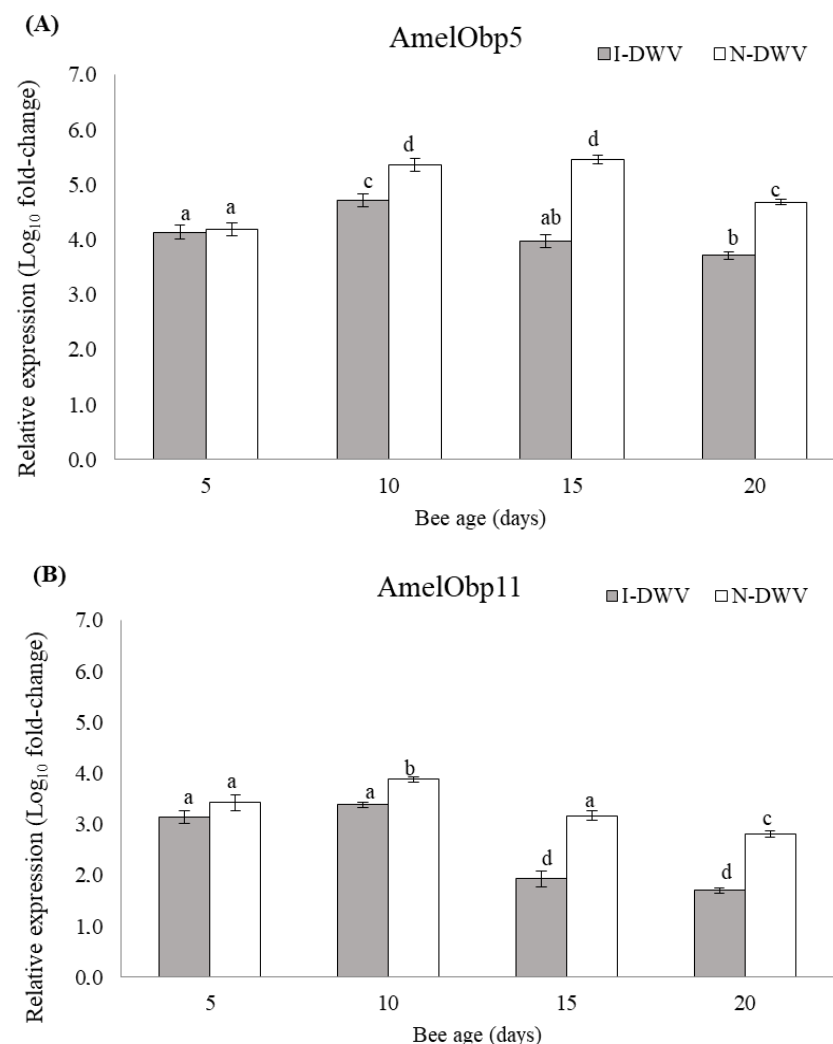 (A)
AmelObp5
I-DWV N-DWV
Relative expression (Log₁₀ fold-change)
7.0
6.0
5.0
4.0
3.0
2.0
1.0
0.0
a a c d ab d b c
5 10 15 20
Bee age (days)
(B)
AmelObp11
I-DWV N-DWV
Relative expression (Log₁₀ fold-change)
7.0
6.0
5.0
4.0
3.0
2.0
1.0
0.0
a a a b d a d c
5 10 15 20
Bee age (days)